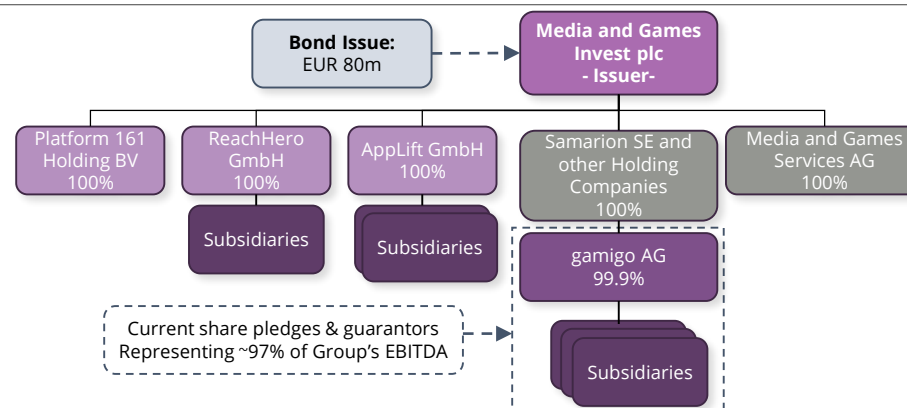 Bond Issue:
EUR 80m
Media and Games
Invest plc
- Issuer-
Platform 161
Holding BV
100%
ReachHero
GmbH
100%
AppLift GmbH
100%
Samarion SE and
other Holding
Companies
100%
Media and Games
Services AG
100%
Subsidiaries
Subsidiaries
gamigo AG
99.9%
Current share pledges & guarantors
Representing ~97% of Group's EBITDA
Subsidiaries